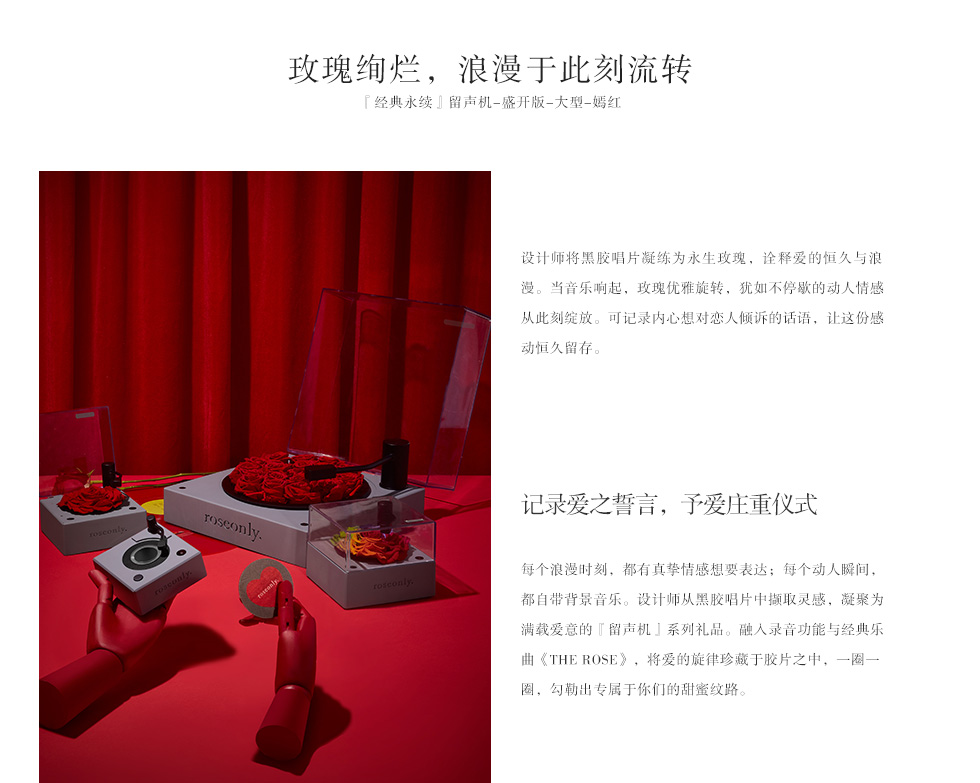 玫瑰绚烂，浪漫于此刻流转
『经典永续』留声机-盛开版-大型-嫣红
设计师将黑胶唱片凝练为永生玫瑰，诠释爱的恒久与浪
漫。当音乐响起，玫瑰优雅旋转，犹如不停歇的动人情感
从此刻绽放。可记录内心想对恋人倾诉的话语，让这份感
动恒久留存。
记录爱之誓言，予爱庄重仪式
每个浪漫时刻，都有真挚情感想要表达；每个动人瞬间，
都自带背景音乐。设计师从黑胶唱片中撷取灵感，凝聚为
满载爱意的『留声机』系列礼品。融入录音功能与经典乐
曲《THE ROSE》，将爱的旋律珍藏于胶片之中，一圈一
圈，勾勒出专属于你们的甜蜜纹路。
roseonly.
roseonly.
roseonly.
roseonly.
roseonly.